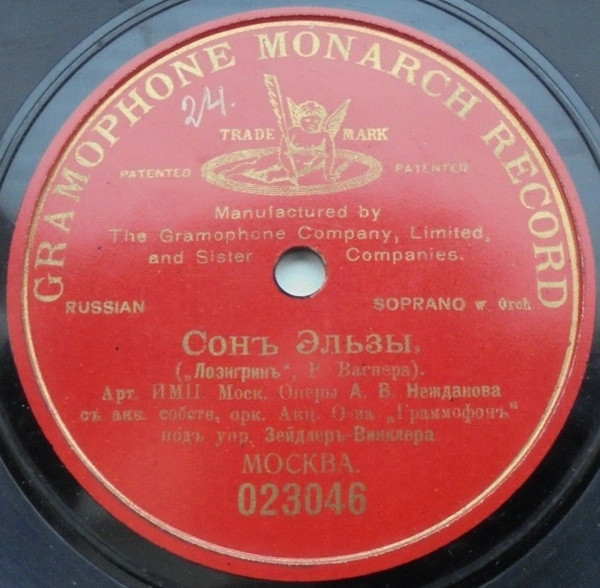 GRAMOPHONE MONARCH RECORD
24.
TRADE MARK
PATENTED PATENTED
Manufactured by
The Gramophone Company, Limited,
and Sister Companies.
RUSSIAN SOPRANO w. Orch
Сонъ Эльзы.
(„Лоэнгринъ“, Р. Вагнера).
Арт. ИМП. Моск. Оперы А. В. Нежданова
съ акк. собств. орк. Акц. О-ва „Граммофонъ“
подъ упр. Зейдлеръ-Винклера
МОСКВА.
023046